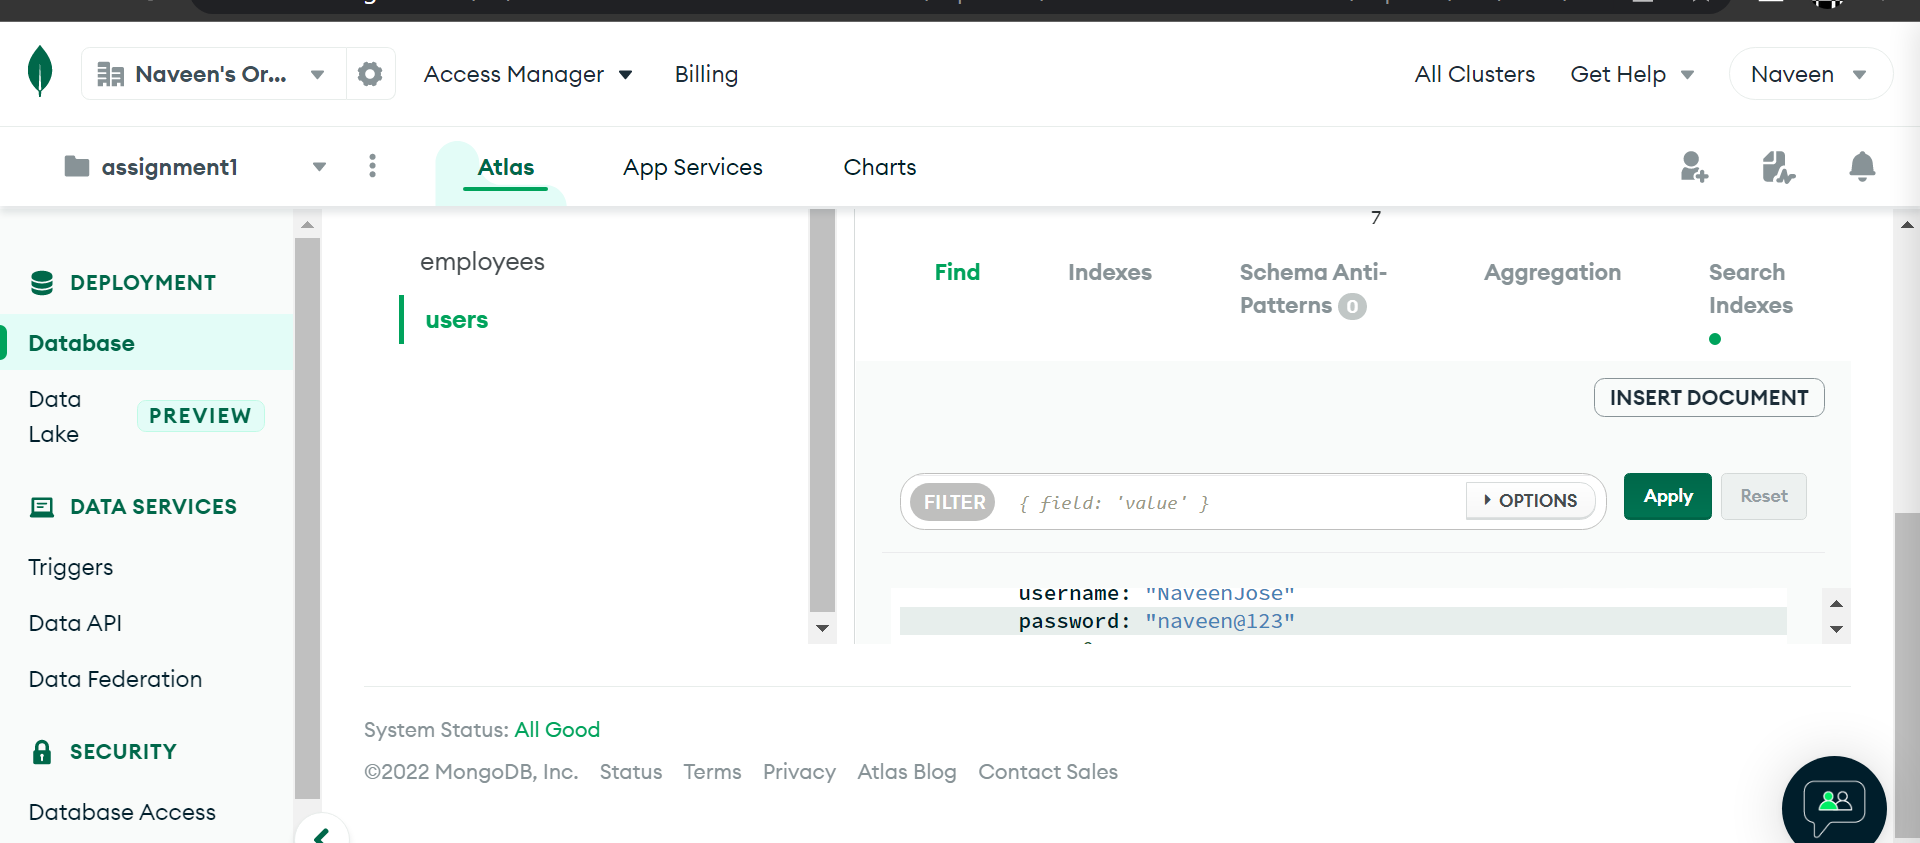 Naveen's Or...
Access Manager
Billing
All Clusters
Get Help
Naveen
assignment1
Atlas
App Services
Charts
DEPLOYMENT
Database
Data
Lake
PREVIEW
DATA SERVICES
Triggers
Data API
Data Federation
SECURITY
Database Access
employees
users
7
Find
Indexes
Schema Anti-
Patterns 0
Aggregation
Search
Indexes
INSERT DOCUMENT
FILTER { field: 'value' }
OPTIONS
Apply
Reset
username: "NaveenJose"
password: "naveen@123"
System Status: All Good
©2022 MongoDB, Inc. Status Terms Privacy Atlas Blog Contact Sales